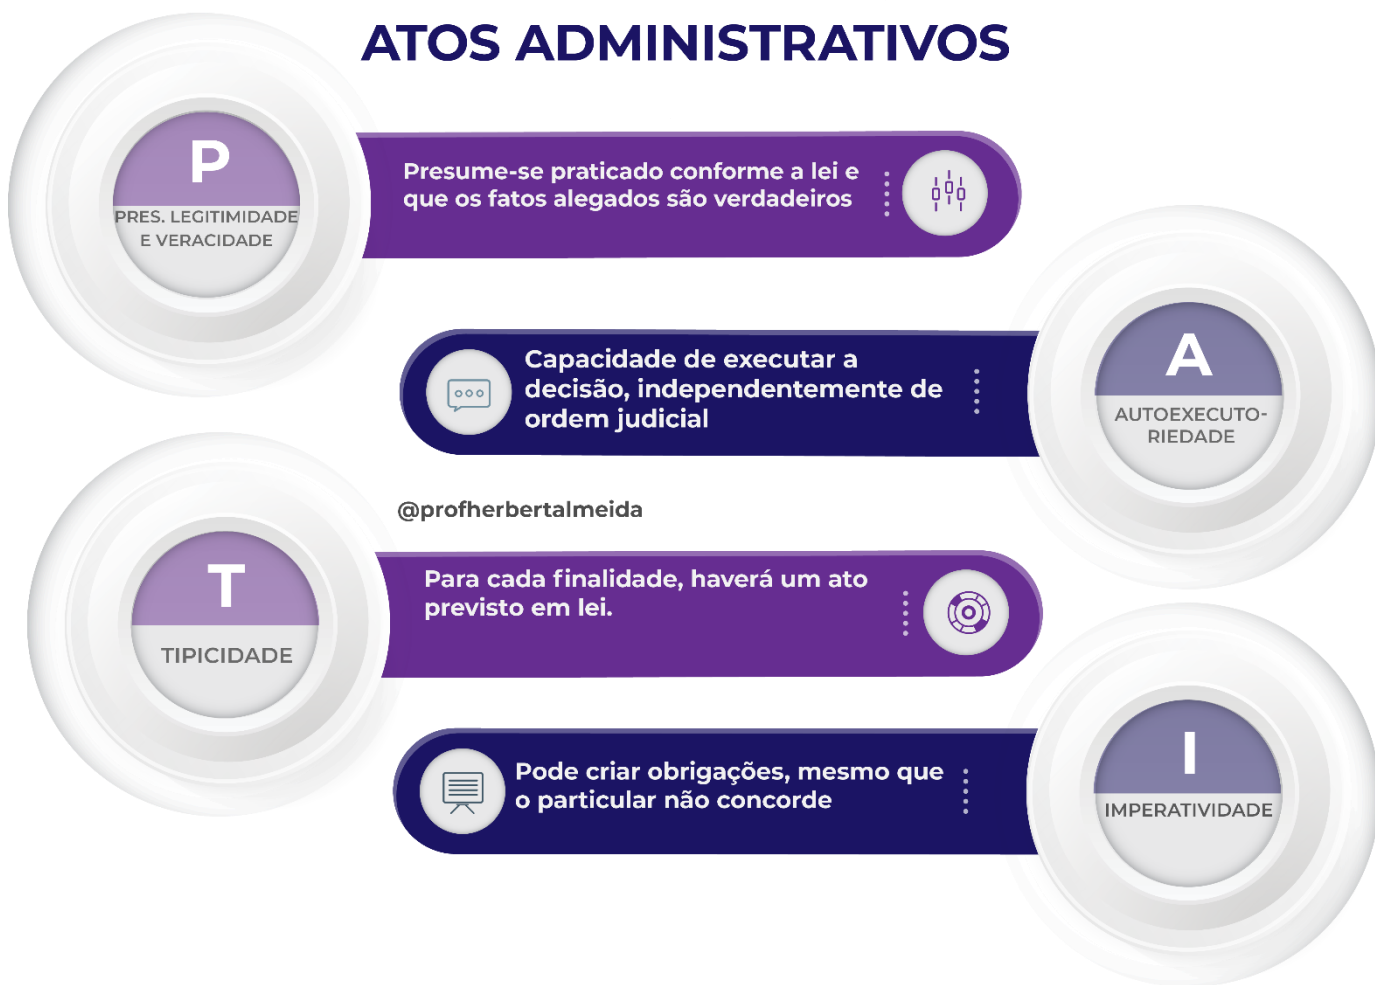 ATOS ADMINISTRATIVOS
P
PRES. LEGITIMIDADE
E VERACIDADE
Presume-se praticado conforme a lei e
que os fatos alegados são verdadeiros
Capacidade de executar a
decisão, independentemente de
ordem judicial
A
AUTOEXECUTO-
RIEDADE
@profherbertalmeida
T
TIPICIDADE
Para cada finalidade, haverá um ato
previsto em lei.
Pode criar obrigações, mesmo que
o particular não concorde
I
IMPERATIVIDADE